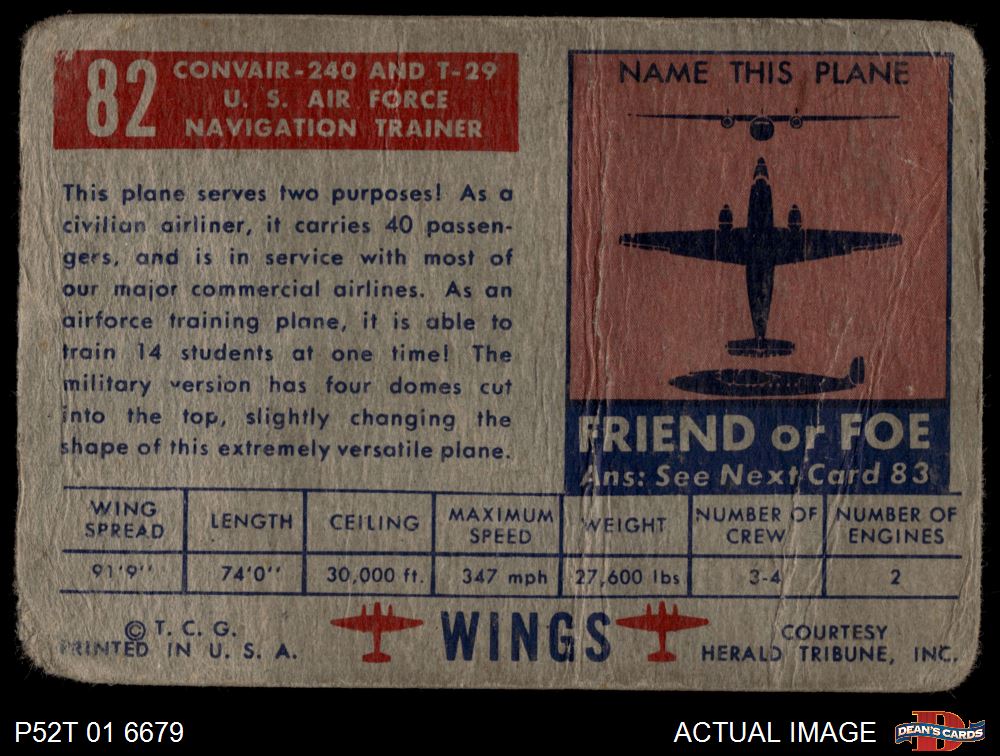 82
CONVAIR-240 AND T-29
U. S. AIR FORCE
NAVIGATION TRAINER
This plane serves two purposes! As a
civilian airliner, it carries 40 passen-
gers, and is in service with most of
our major commercial airlines. As an
airforce training plane, it is able to
train 14 students at one time! The
military version has four domes cut
into the top, slightly changing the
shape of this extremely versatile plane.
NAME THIS PLANE
FRIEND or FOE
Ans: See Next Card 83
WING SPREAD
LENGTH
CEILING
MAXIMUM SPEED
WEIGHT
NUMBER OF CREW
NUMBER OF ENGINES
91'9"
74'0"
30,000 ft.
347 mph
27,600 lbs
3-4
2
© T. C. G.
PRINTED IN U. S. A.
WINGS
COURTESY
HERALD TRIBUNE, INC.
P52T 01 6679
ACTUAL IMAGE
D
DEAN'S CARDS